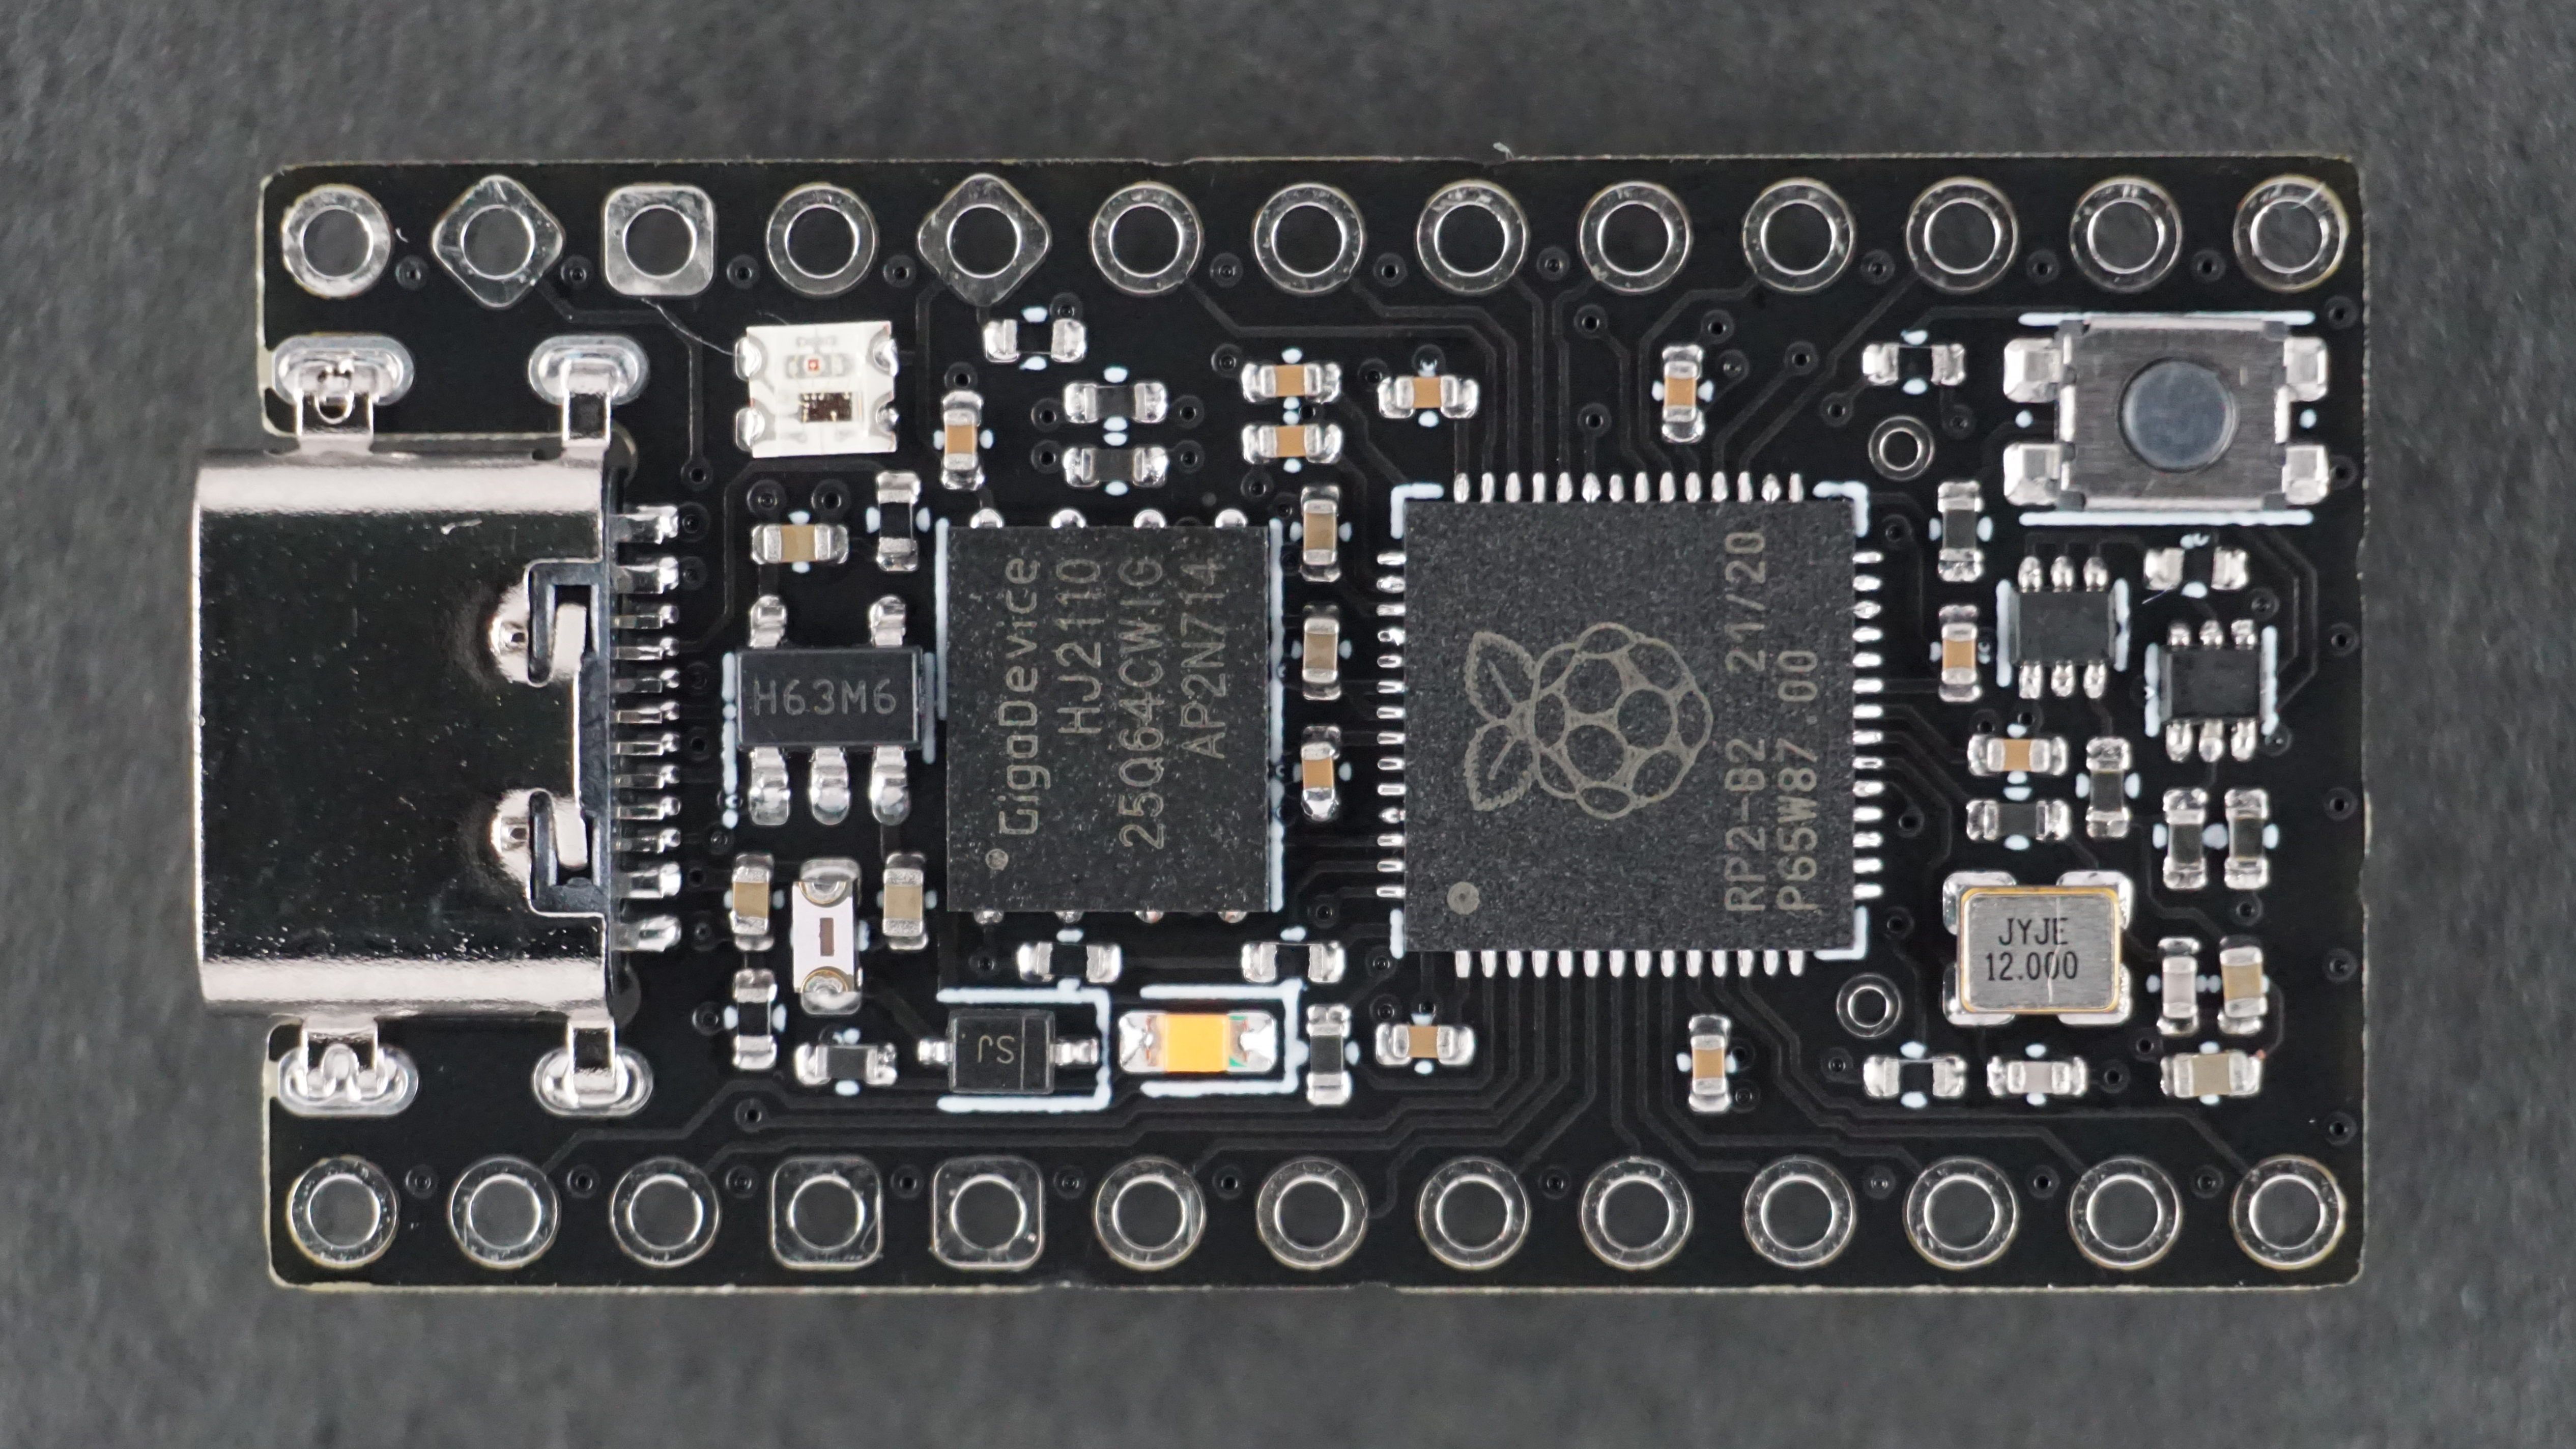 H63M6
GigaDevice
HJ2110
25Q64CWIG
AP2N714
RP2-B2 21/20
P65W87.00
JYJE
12.000
SJ